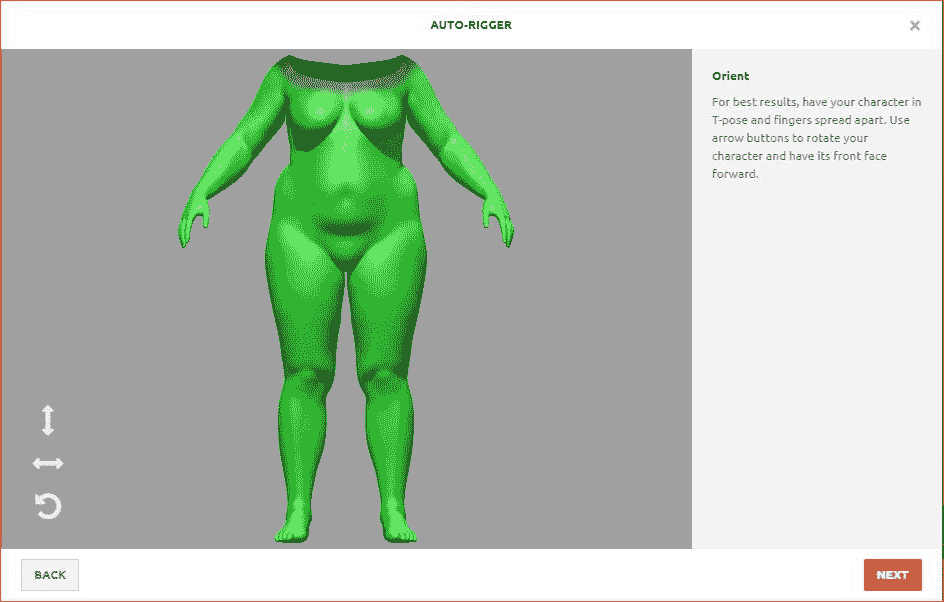 AUTO-RIGGER
Orient
For best results, have your character in
T-pose and fingers spread apart. Use
arrow buttons to rotate your
character and have its front face
forward.
BACK
NEXT